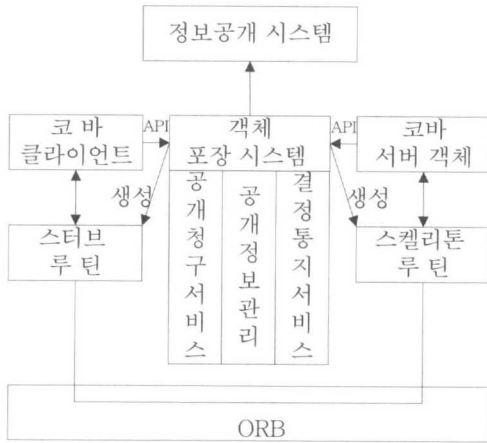 정보공개 시스템
코 바
클라이언트
API
객체
포장 시스템
API
코바
서버 객체
생성
생성
스터브
루 틴
공개청구서비스
공개정보관리
결정통지서비스
스켈리톤
루 틴
ORB